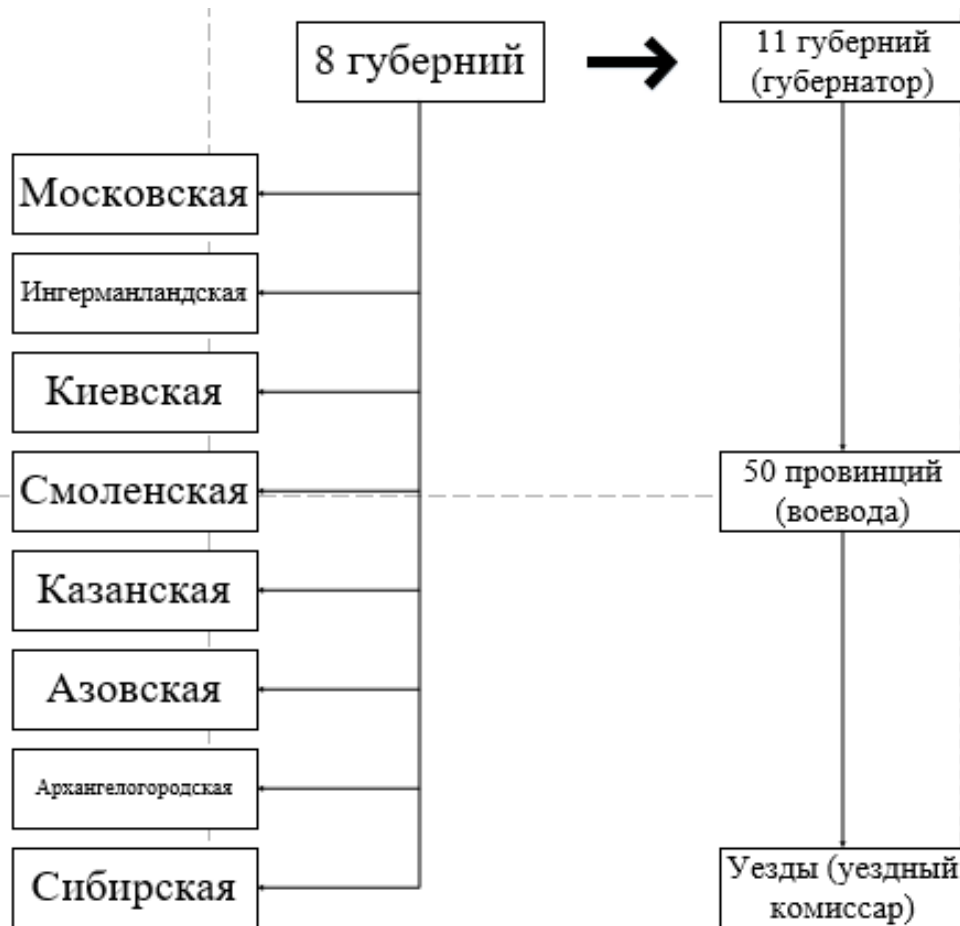 8 губерний
11 губерний
(губернатор)
Московская
Ингерманландская
Киевская
Смоленская
Казанская
Азовская
Архангелогородская
Сибирская
50 провинций
(воевода)
Уезды (уездный
комиссар)